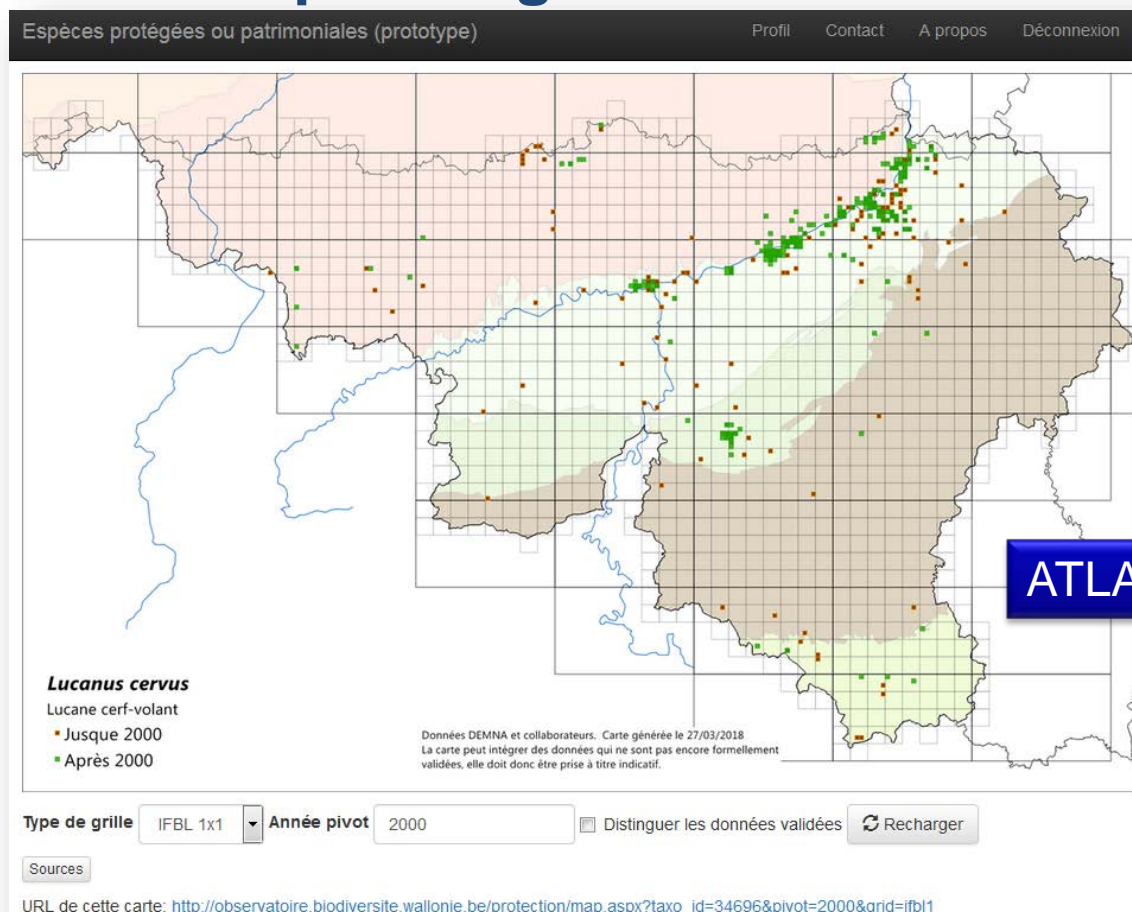 Espèces protégées ou patrimoniales (prototype) Profil Contact A propos Déconnexion
ATLA
Lucanus cervus
Lucane cerf-volant
Jusque 2000
Après 2000
Données DEMNA et collaborateurs. Carte générée le 27/03/2018
La carte peut intégrer des données qui ne sont pas encore formellement
validées, elle doit donc être prise à titre indicatif.
Type de grille IFBL 1x1 Année pivot 2000 Distinguer les données validées Recharger
Sources
URL de cette carte: http://observatoire.biodiversite.wallonie.be/protection/map.aspx?taxo_id=34696&pivot=2000&grid=ifbl1